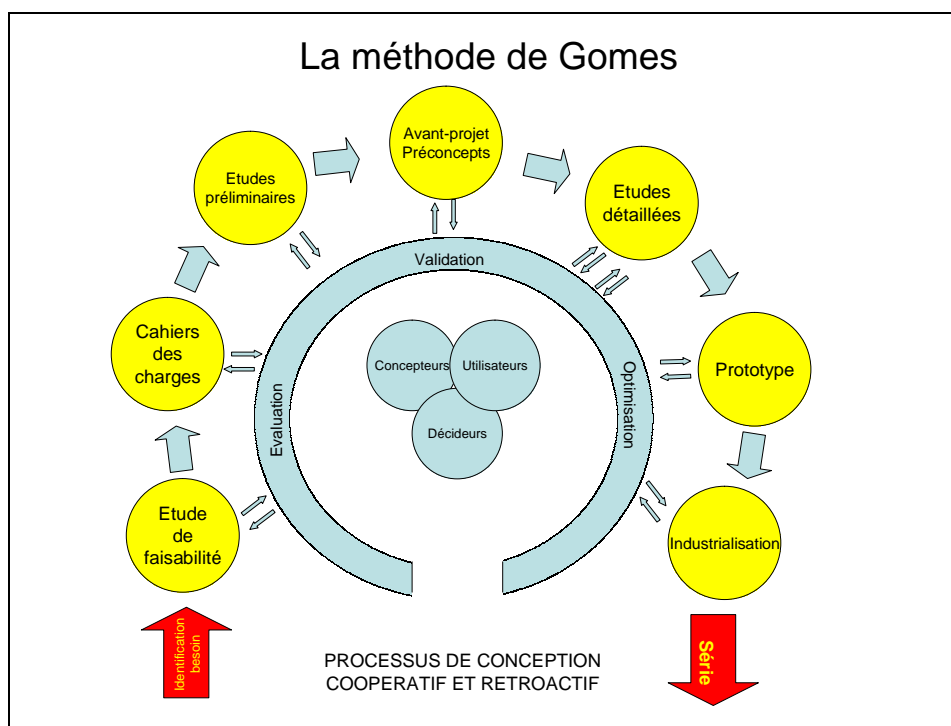 La méthode de Gomes
Avant-projet
Préconcepts
Etudes
préliminaires
Etudes
détaillées
Validation
Cahiers
des
charges
Concepteurs
Utilisateurs
Décideurs
Evaluation
Optimisation
Prototype
Etude
de
faisabilité
Industrialisation
Identification
besoin
Série
PROCESSUS DE CONCEPTION
COOPERATIF ET RETROACTIF